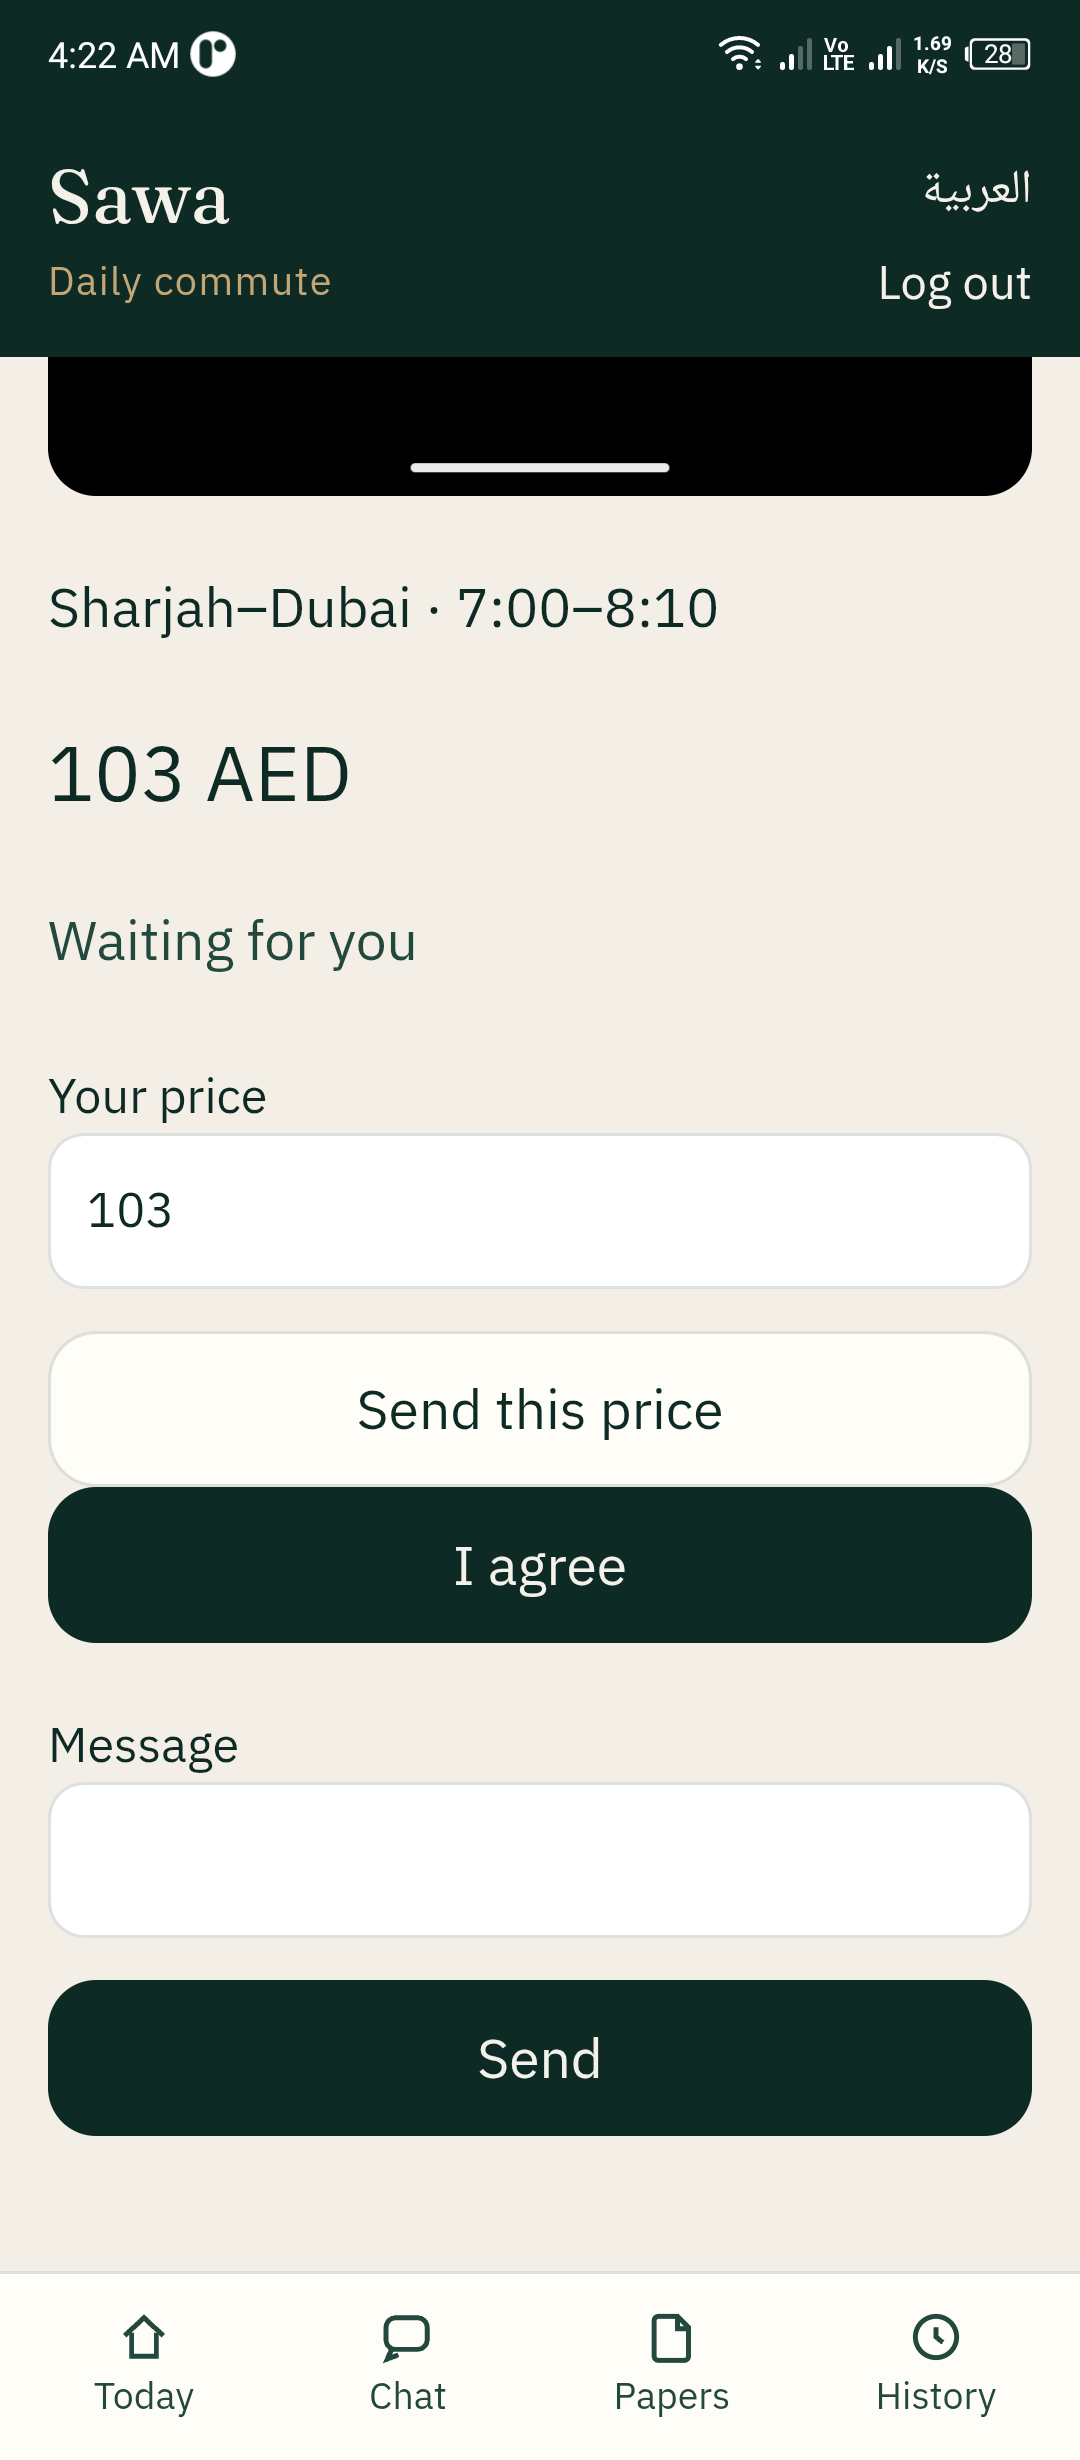 4:22 AM
Vo LTE
1.69 K/S
28
Sawa
العربية
Daily commute
Log out
Sharjah–Dubai · 7:00–8:10
103 AED
Waiting for you
Your price
103
Send this price
I agree
Message
Send
Today Chat Papers History